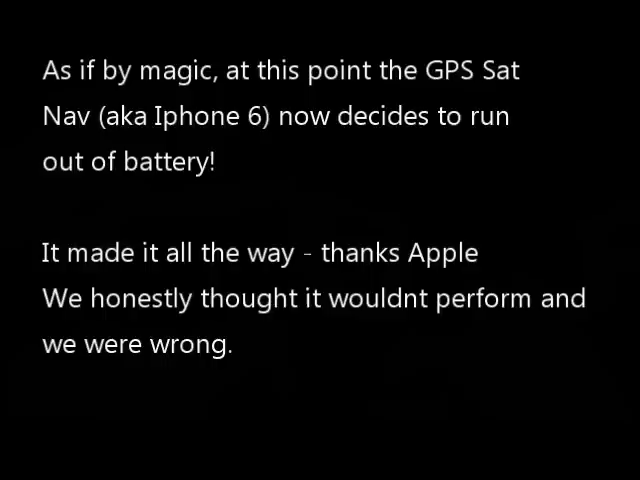 As if by magic, at this point the GPS Sat
Nav (aka Iphone 6) now decides to run
out of battery!
It made it all the way - thanks Apple
We honestly thought it wouldnt perform and
we were wrong.